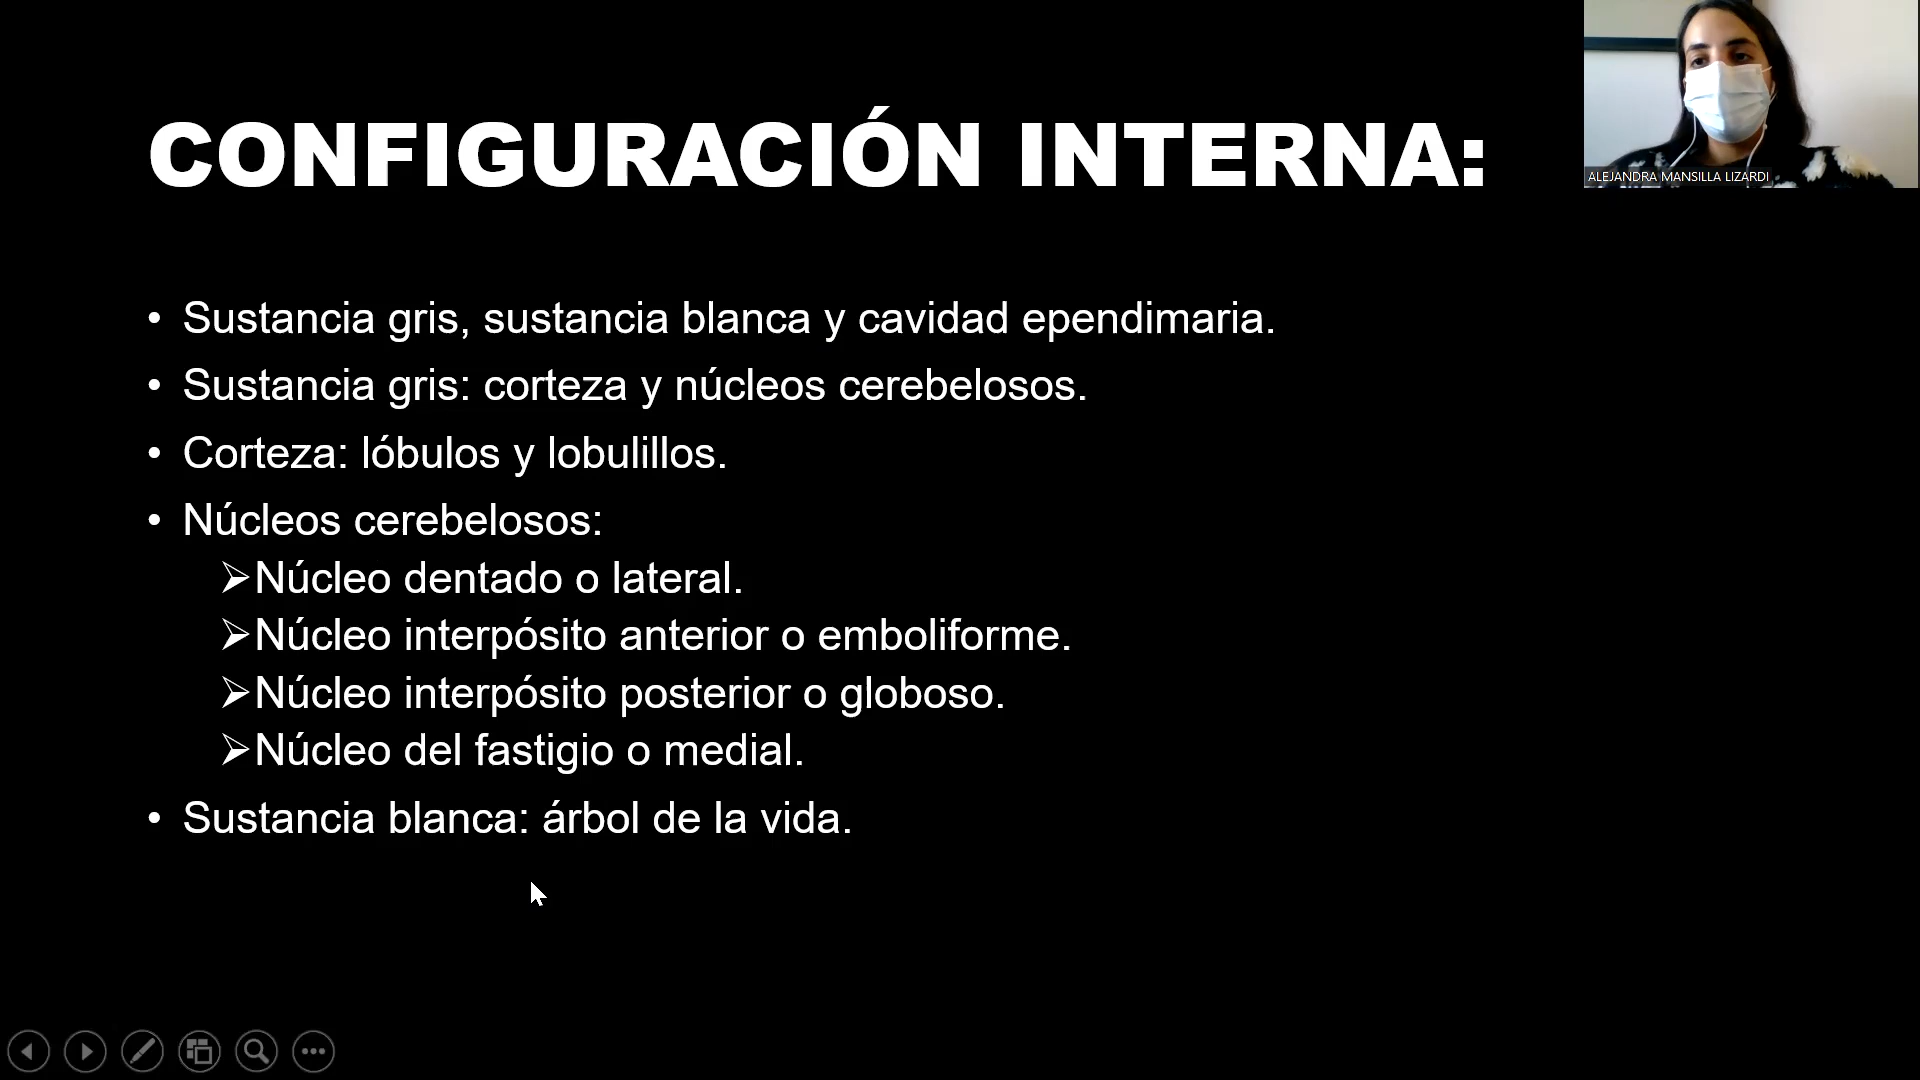 CONFIGURACIÓN INTERNA:
ALEJANDRA MANSILLA LIZARDI
• Sustancia gris, sustancia blanca y cavidad ependimaria.
• Sustancia gris: corteza y núcleos cerebelosos.
• Corteza: lóbulos y lobulillos.
• Núcleos cerebelosos:
➢Núcleo dentado o lateral.
➢Núcleo interpósito anterior o emboliforme.
➢Núcleo interpósito posterior o globoso.
➢Núcleo del fastigio o medial.
• Sustancia blanca: árbol de la vida.